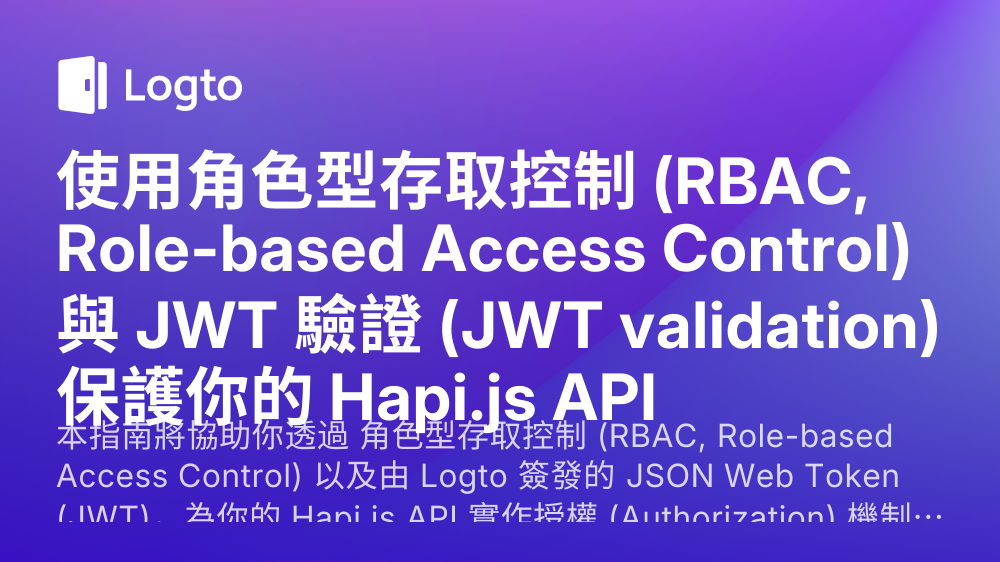 Logto
使用角色型存取控制 (RBAC,
Role-based Access Control)
與 JWT 驗證 (JWT validation)
保護你的 Hapi.js API
本指南將協助你透過 角色型存取控制 (RBAC, Role-based
Access Control) 以及由 Logto 簽發的 JSON Web Token
(JWT)，為你的 Hapi.js API 實作授權 (Authorization) 機制…